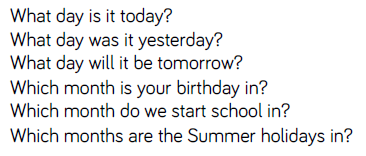 What day is it today?
What day was it yesterday?
What day will it be tomorrow?
Which month is your birthday in?
Which month do we start school in?
Which months are the Summer holidays in?